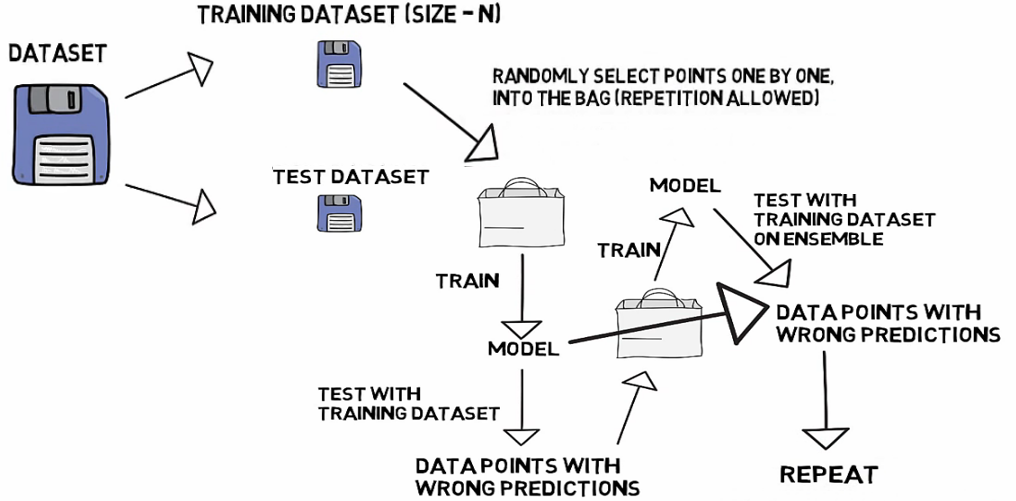 TRAINING DATASET (SIZE - N)
DATASET
RANDOMLY SELECT POINTS ONE BY ONE,
INTO THE BAG (REPETITION ALLOWED)
TEST DATASET
MODEL
TEST WITH
TRAINING DATASET
ON ENSEMBLE
TRAIN
TRAIN
DATA POINTS WITH
WRONG PREDICTIONS
MODEL
TEST WITH
TRAINING DATASET
DATA POINTS WITH
WRONG PREDICTIONS
REPEAT